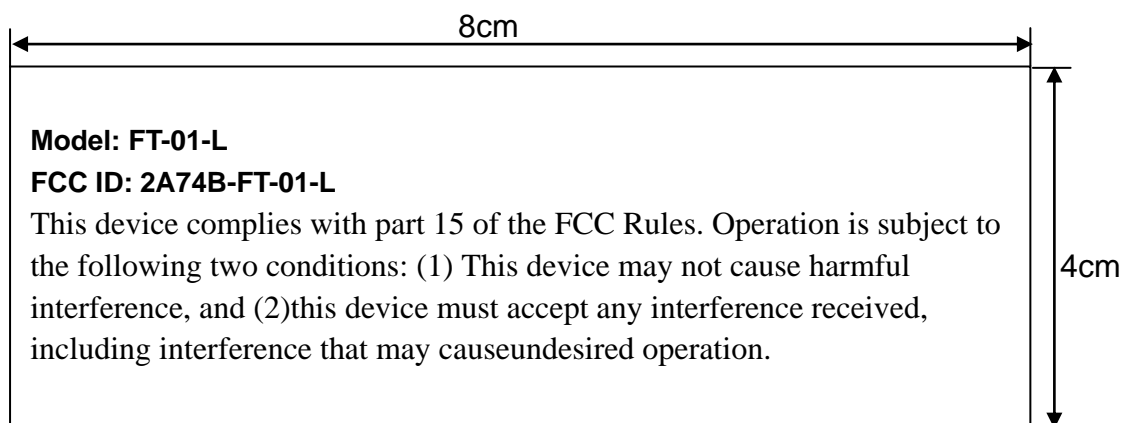 8cm
Model: FT-01-L
FCC ID: 2A74B-FT-01-L
This device complies with part 15 of the FCC Rules. Operation is subject to
the following two conditions: (1) This device may not cause harmful
interference, and (2)this device must accept any interference received,
including interference that may causeundesired operation.
4cm